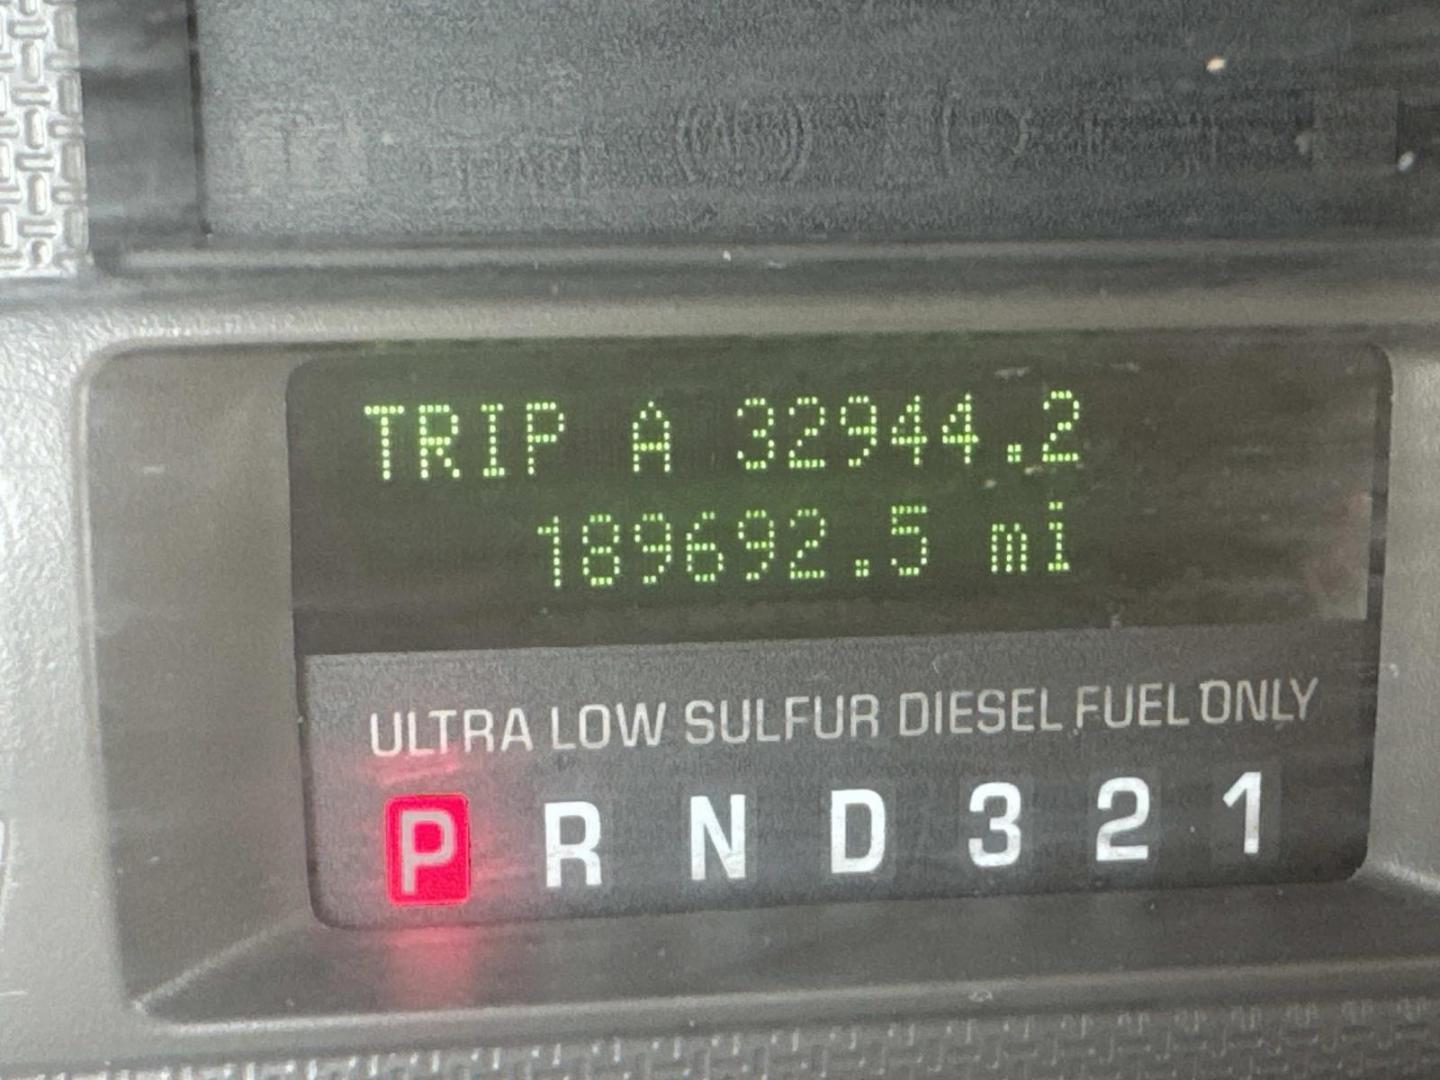 TRIP A 32944.2
189692.5 mi
ULTRA LOW SULFUR DIESEL FUEL ONLY
P R N D 3 2 1